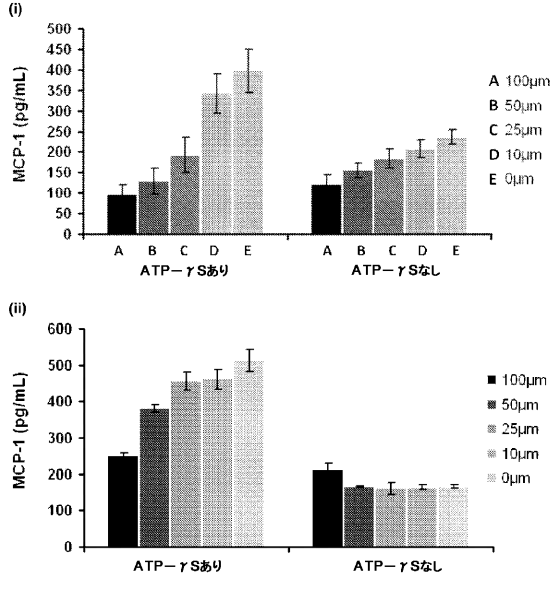 (i)
MCP-1 (pg/mL)
500
450
400
350
300
250
200
150
100
50
0
A B C D E A B C D E
ATP－γSあり ATP－γSなし
A 100μm
B 50μm
C 25μm
D 10μm
E 0μm
(ii)
MCP-1 (pg/mL)
600
500
400
300
200
100
0
ATP－γSあり ATP－γSなし
100μm
50μm
25μm
10μm
0μm